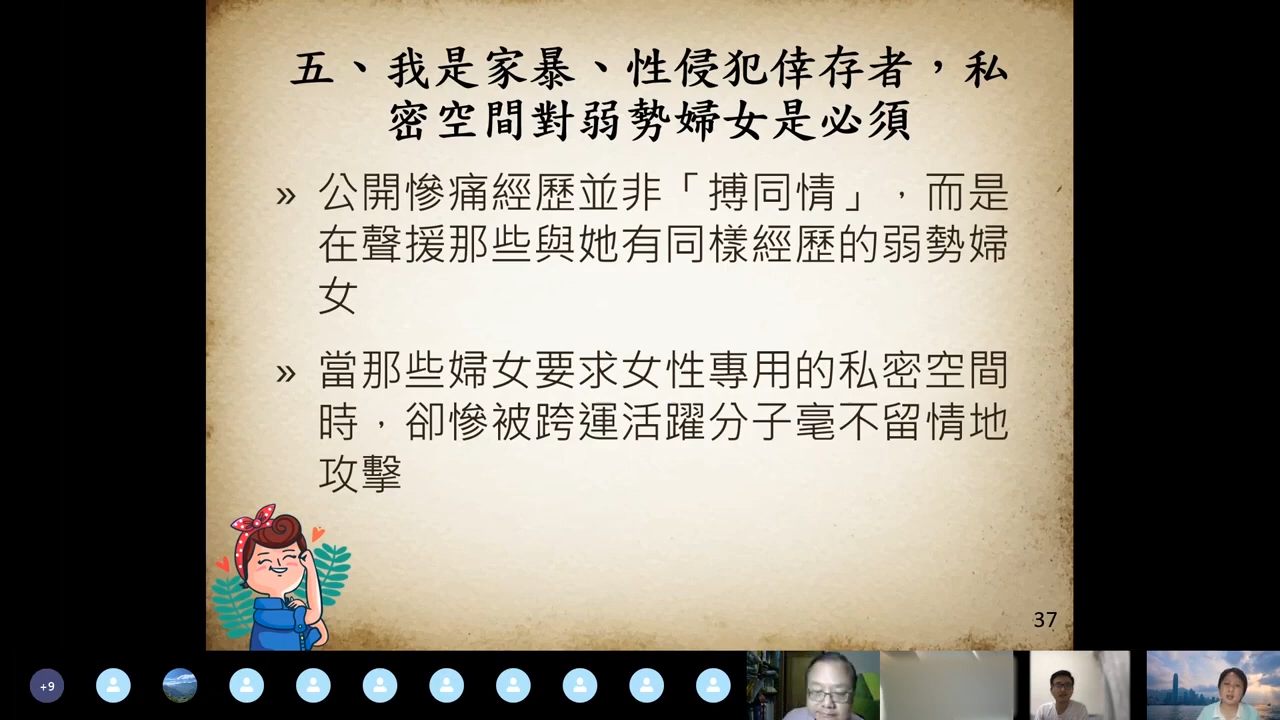 五、我是家暴、性侵犯倖存者，私
密空間對弱勢婦女是必須
» 公開慘痛經歷並非「搏同情」，而是
在聲援那些與她有同樣經歷的弱勢婦
女
» 當那些婦女要求女性專用的私密空間
時，卻慘被跨運活躍分子毫不留情地
攻擊
37
+9